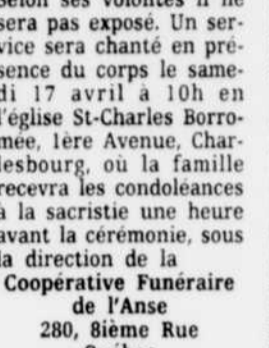 selon ses volontés il ne
sera pas exposé. Un ser-
vice sera chanté en pré-
sence du corps le same-
di 17 avril à 10h en
l'église St-Charles Borro-
mée, 1ère Avenue, Char-
lesbourg, où la famille
recevra les condoléances
à la sacristie une heure
avant la cérémonie, sous
la direction de la
Coopérative Funéraire
de l'Anse
280, 8ième Rue